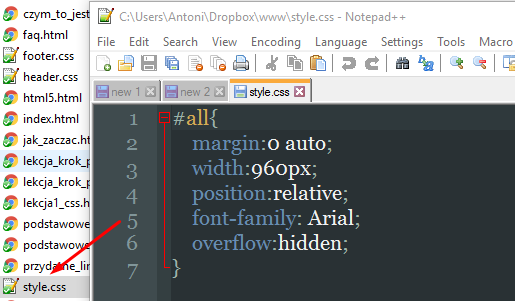 czym_to_jest
faq.html
footer.css
header.css
html5.html
index.html
jak_zaczac.ht
lekcja_krok_p
lekcja_krok_p
lekcja1_css.h
podstawowe
podstawowe
przydatne_lin
style.css
C:\Users\Antoni\Dropbox\www\style.css - Notepad++
File Edit Search View Encoding Language Settings Tools Macro
new 1 new 2 style.css
1 #all{
2 margin:0 auto;
3 width:960px;
4 position:relative;
5 font-family: Arial;
6 overflow:hidden;
7 }